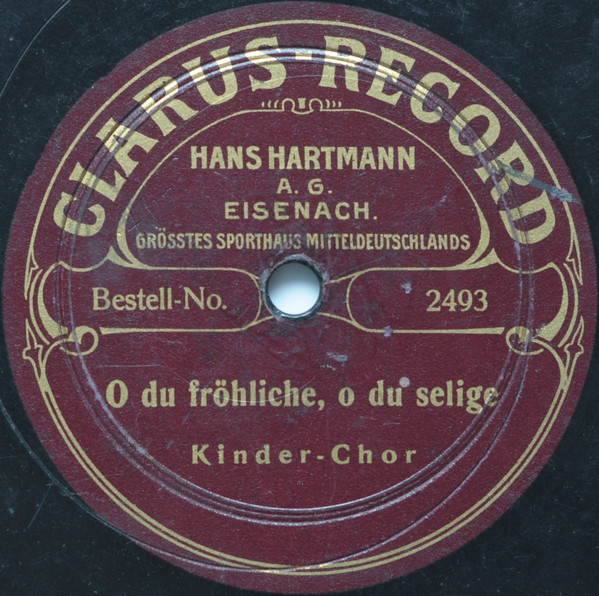 CLARUS-RECORD
HANS HARTMANN
A. G.
EISENACH.
GRÖSSTES SPORTHAUS MITTELDEUTSCHLANDS
Bestell-No. 2493
O du fröhliche, o du selige
Kinder-Chor